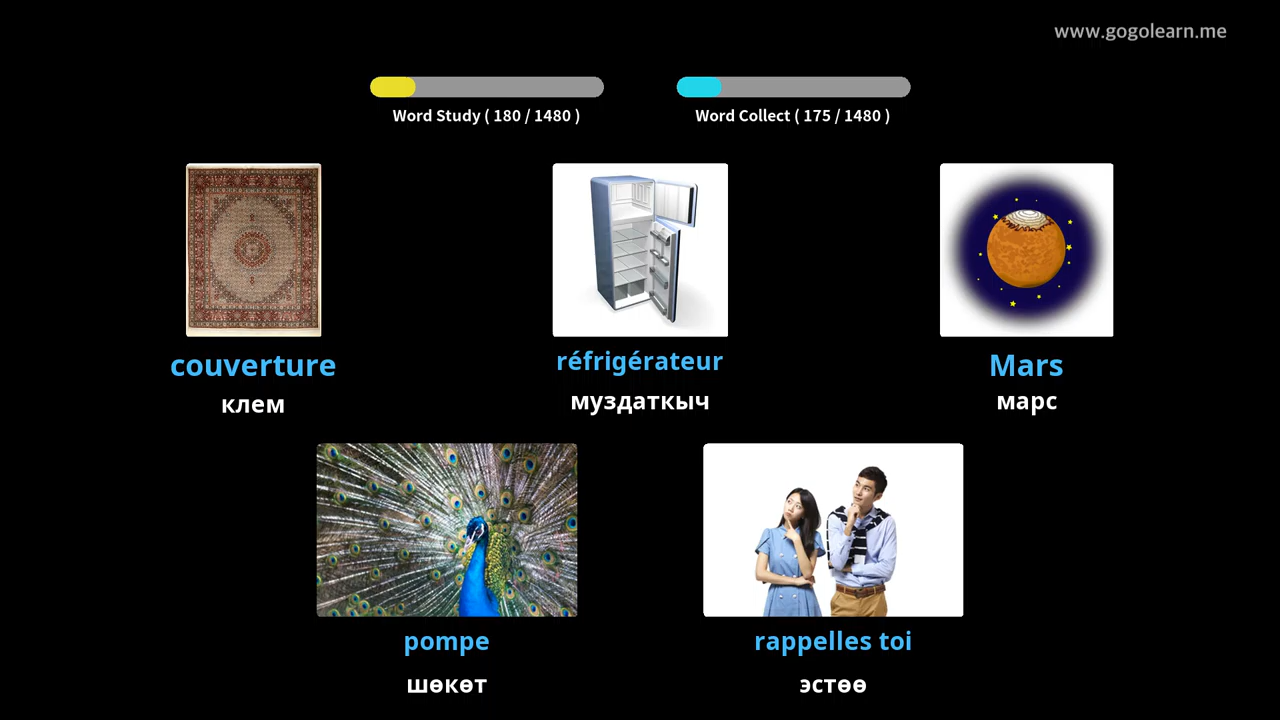 www.gogolearn.me
Word Study ( 180 / 1480 )
Word Collect ( 175 / 1480 )
couverture
клем
réfrigérateur
муздаткыч
Mars
марс
pompe
шөкөт
rappelles toi
эстөө